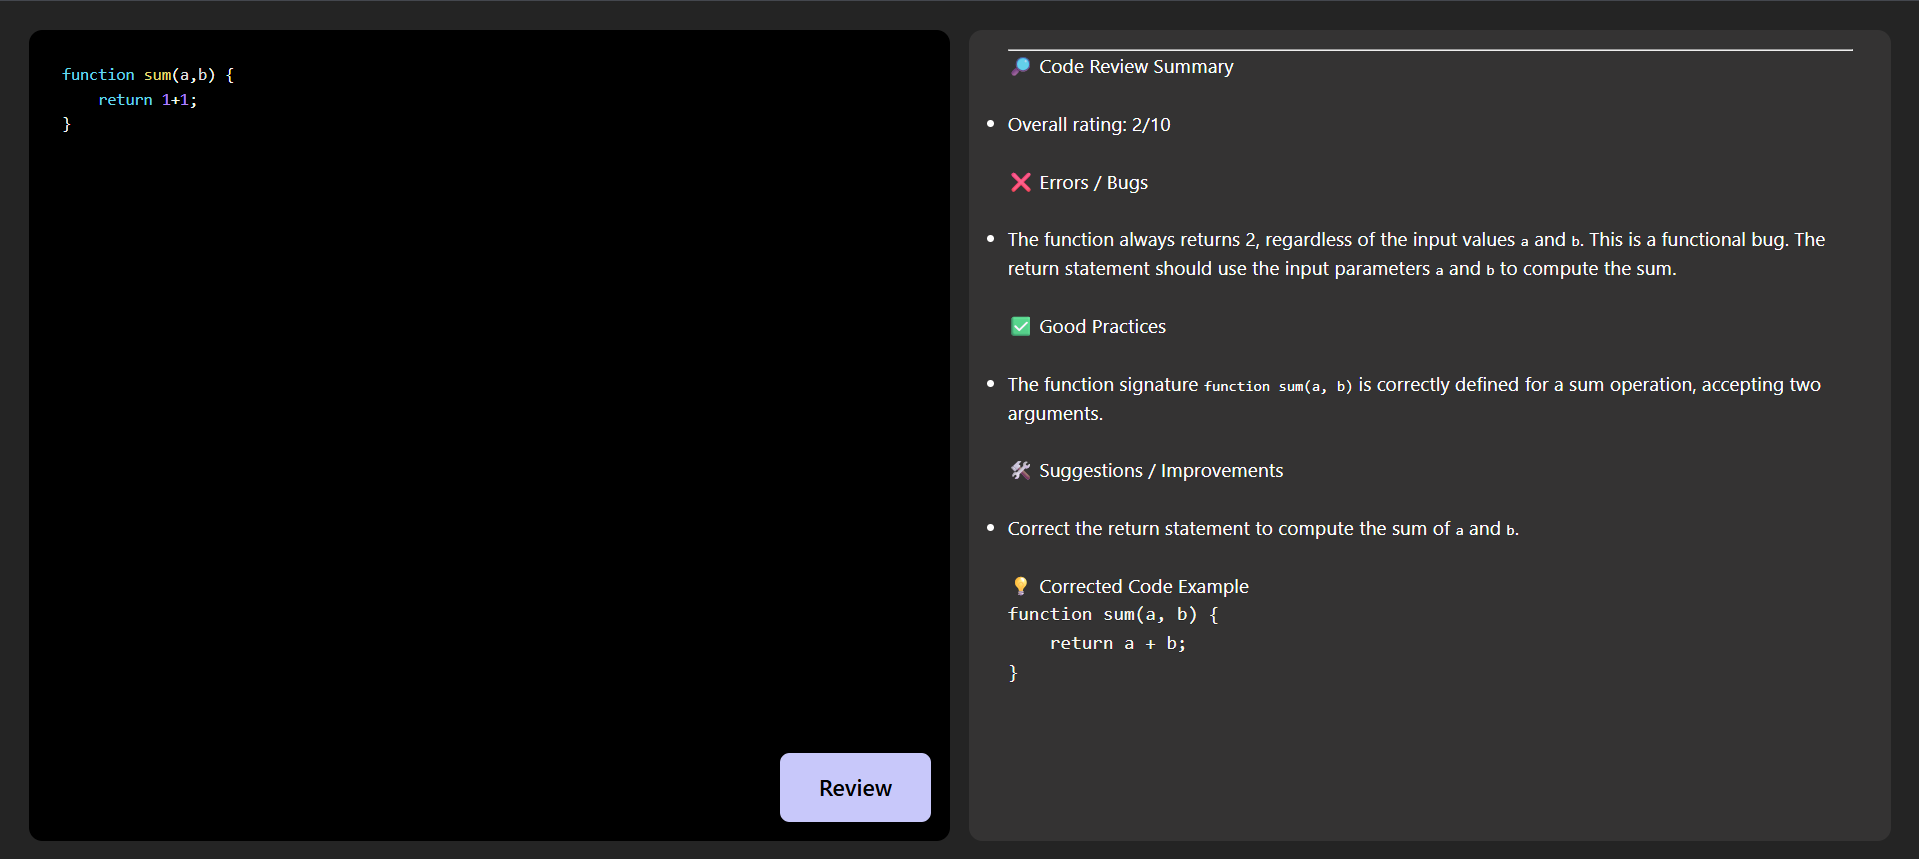 function sum(a,b) {
    return 1+1;
}
Review
🔎 Code Review Summary
• Overall rating: 2/10
❌ Errors / Bugs
• The function always returns 2, regardless of the input values a and b. This is a functional bug. The
return statement should use the input parameters a and b to compute the sum.
✅ Good Practices
• The function signature function sum(a, b) is correctly defined for a sum operation, accepting two
arguments.
🛠 Suggestions / Improvements
• Correct the return statement to compute the sum of a and b.
💡 Corrected Code Example
function sum(a, b) {
    return a + b;
}